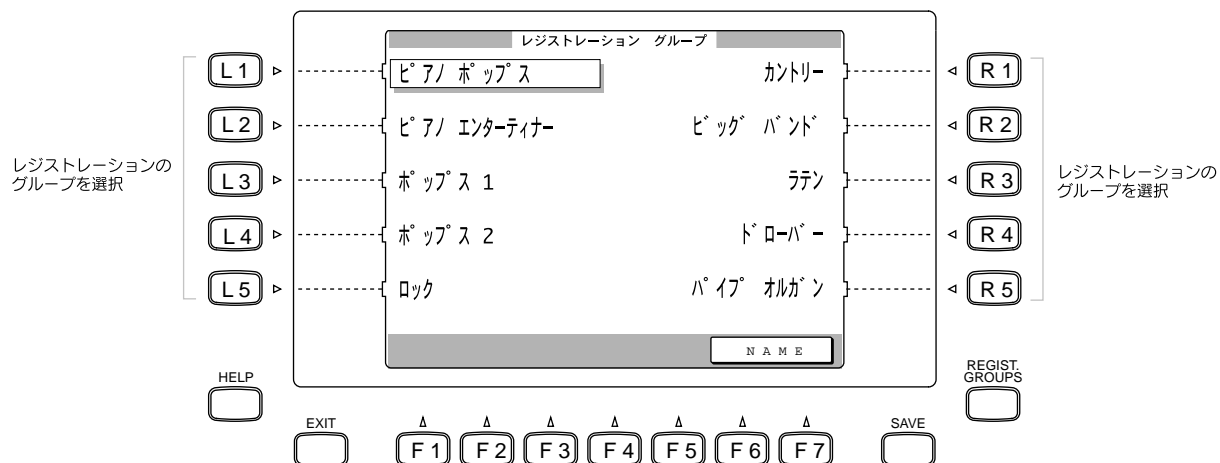 レジストレーション グループ
L1 ピアノ ポップス カントリー R1
L2 ピアノ エンターティナー ビッグ バンド R2
レジストレーションの
グループを選択
L3 ポップス 1 ラテン R3
レジストレーションの
グループを選択
L4 ポップス 2 ドローバー R4
L5 ロック パイプ オルガン R5
NAME
HELP
REGIST.
GROUPS
EXIT
SAVE
F1 F2 F3 F4 F5 F6 F7